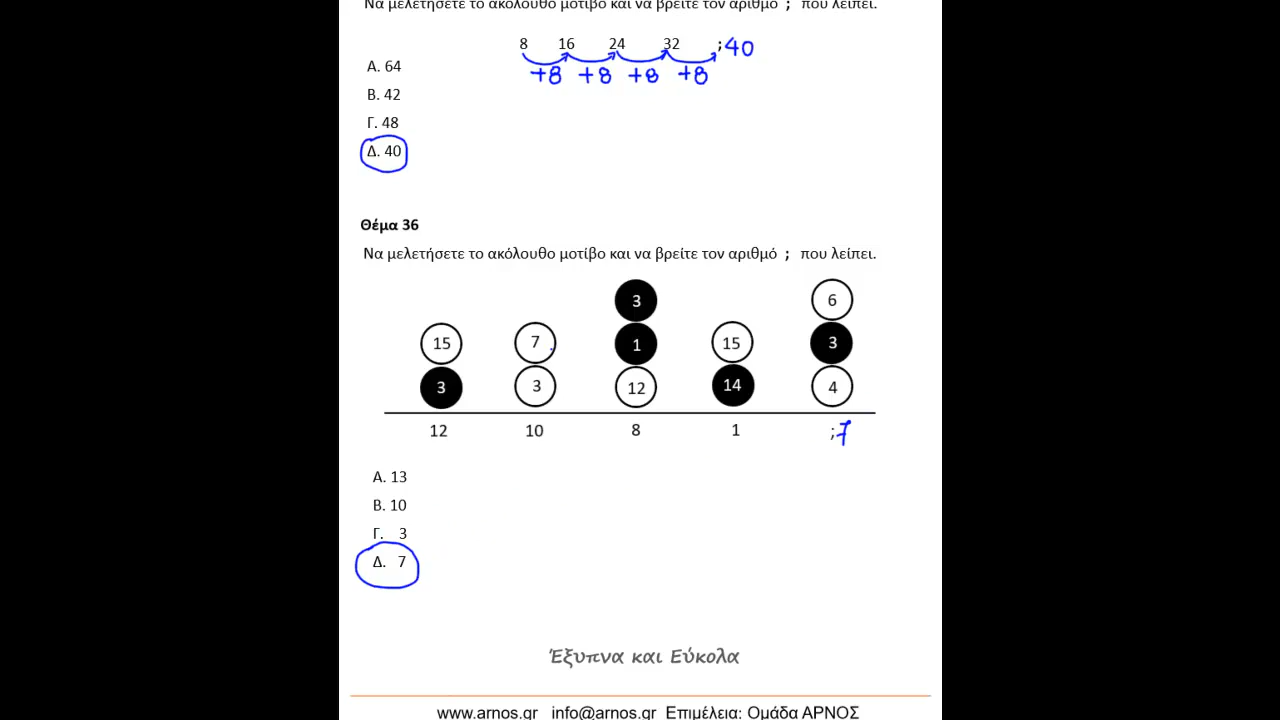 Να μελετήσετε το ακόλουθο μοτίβο και να βρείτε τον αριθμό ; που λείπει.
8 16 24 32 ; 40
+8 +8 +8 +8
Α. 64
Β. 42
Γ. 48
Δ. 40
Θέμα 36
Να μελετήσετε το ακόλουθο μοτίβο και να βρείτε τον αριθμό ; που λείπει.
3 6
15 7 1 15 3
3 3 12 14 4
12 10 8 1 ; 7
Α. 13
Β. 10
Γ. 3
Δ. 7
Έξυπνα και Εύκολα
www.arnos.gr info@arnos.gr Επιμέλεια: Ομάδα ΑΡΝΟΣ